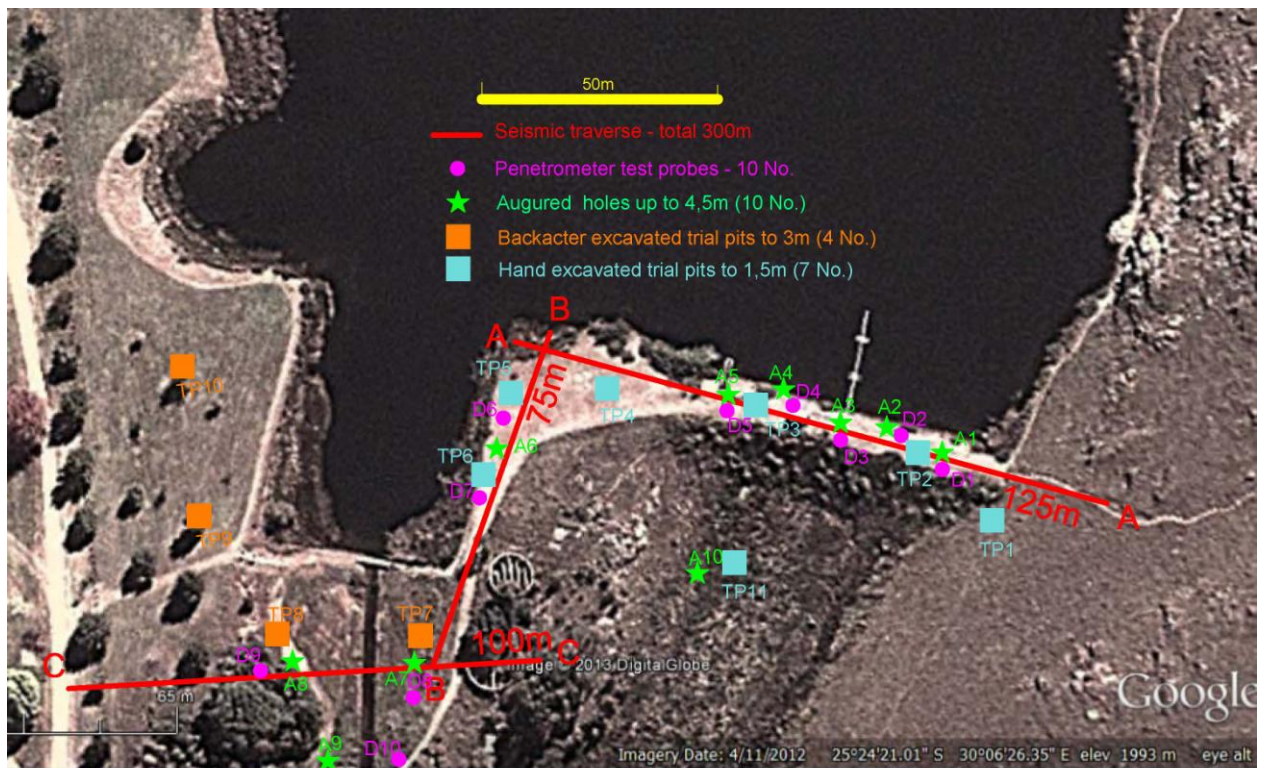 50m
Seismic traverse - total 300m
Penetrometer test probes - 10 No.
Augured holes up to 4,5m (10 No.)
Backacter excavated trial pits to 3m (4 No.)
Hand excavated trial pits to 1,5m (7 No.)
B
A
TP5
75m
A5
A4
TP10
D6
TP4
D5
TP3
D4
A3
A2
D2
D3
A1
TP6
A6
TP2
D1
D7
125m
A
TP9
TP1
A10
TP11
TP8
TP7
100m
C
D9
C
Image © 2013 Digital Globe
A8
A7
D8
B
65 m
Google
A9
D10
Imagery Date: 4/11/2012 25°24'21.01" S 30°06'26.35" E elev 1993 m eye alt